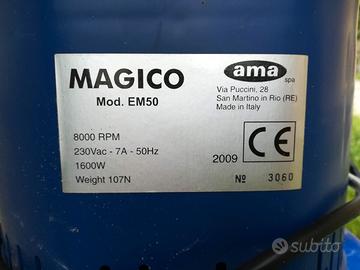 MAGICO
Mod. EM50
ama spa
Via Puccini, 28
San Martino in Rio (RE)
Made in Italy
8000 RPM
230Vac - 7A - 50Hz
1600W
Weight 107N
2009
CE
Nº 3060
subito